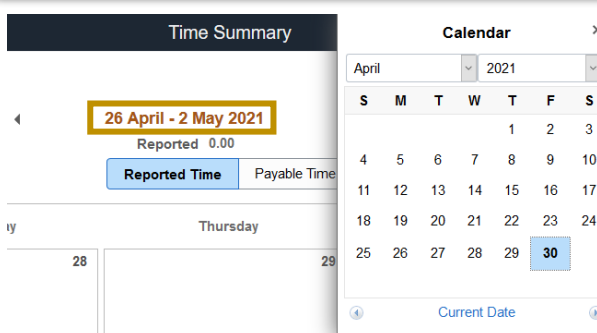 Time Summary
26 April - 2 May 2021
Reported 0.00
Reported Time Payable Time
ay Thursday
28 29
Calendar ×
April 2021
S M T W T F S
1 2 3
4 5 6 7 8 9 10
11 12 13 14 15 16 17
18 19 20 21 22 23 24
25 26 27 28 29 30
Current Date